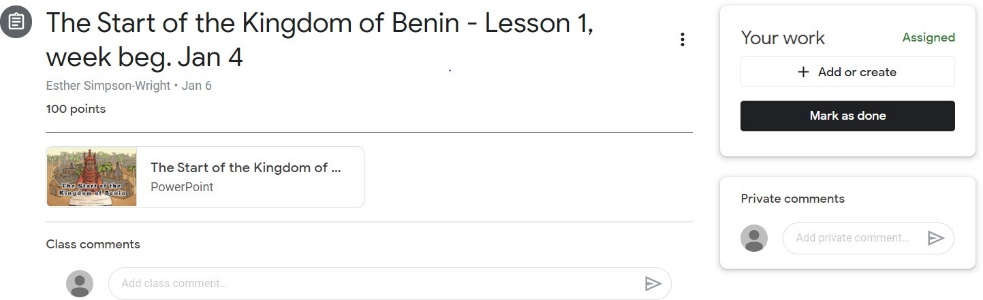 The Start of the Kingdom of Benin - Lesson 1,
week beg. Jan 4
Esther Simpson-Wright • Jan 6
100 points
The Start of the Kingdom of ...
PowerPoint
The Start of the
Kingdom of Benin
Class comments
Add class comment...
Your work
Assigned
+ Add or create
Mark as done
Private comments
Add private comment...